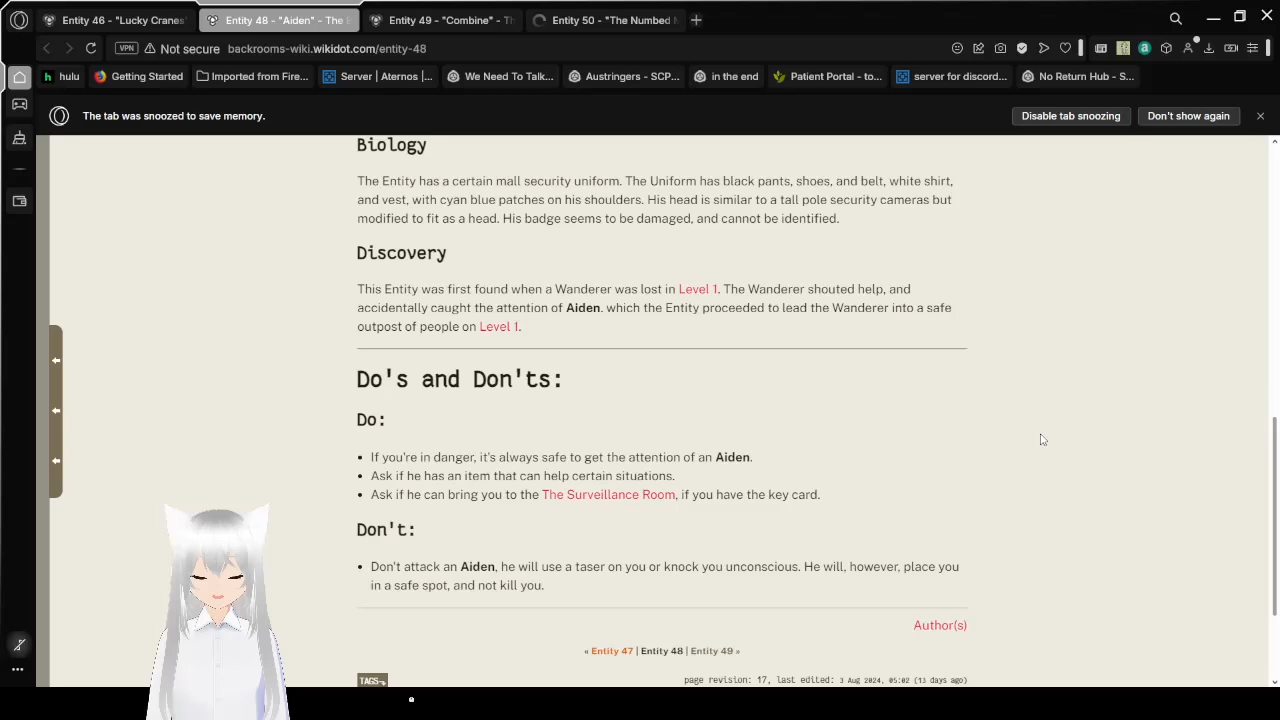 Entity 46 - "Lucky Cranes"
Entity 48 - "Aiden" - The
Entity 49 - "Combine" - Th
Entity 50 - "The Numbed
VPN
Not secure
backrooms-wiki.wikidot.com/entity-48
hulu
Getting Started
Imported from Fire...
Server | Aternos |...
We Need To Talk...
Austringers - SCP...
in the end
Patient Portal - to...
server for discord...
No Return Hub - S...
The tab was snoozed to save memory.
Disable tab snoozing
Don't show again
Biology
The Entity has a certain mall security uniform. The Uniform has black pants, shoes, and belt, white shirt,
and vest, with cyan blue patches on his shoulders. His head is similar to a tall pole security cameras but
modified to fit as a head. His badge seems to be damaged, and cannot be identified.
Discovery
This Entity was first found when a Wanderer was lost in Level 1. The Wanderer shouted help, and
accidentally caught the attention of Aiden. which the Entity proceeded to lead the Wanderer into a safe
outpost of people on Level 1.
Do's and Don'ts:
Do:
• If you're in danger, it's always safe to get the attention of an Aiden.
• Ask if he has an item that can help certain situations.
• Ask if he can bring you to the The Surveillance Room, if you have the key card.
Don't:
• Don't attack an Aiden, he will use a taser on you or knock you unconscious. He will, however, place you
in a safe spot, and not kill you.
Author(s)
« Entity 47 | Entity 48 | Entity 49 »
TAGS
page revision: 17, last edited: 3 Aug 2024, 05:02 (13 days ago)